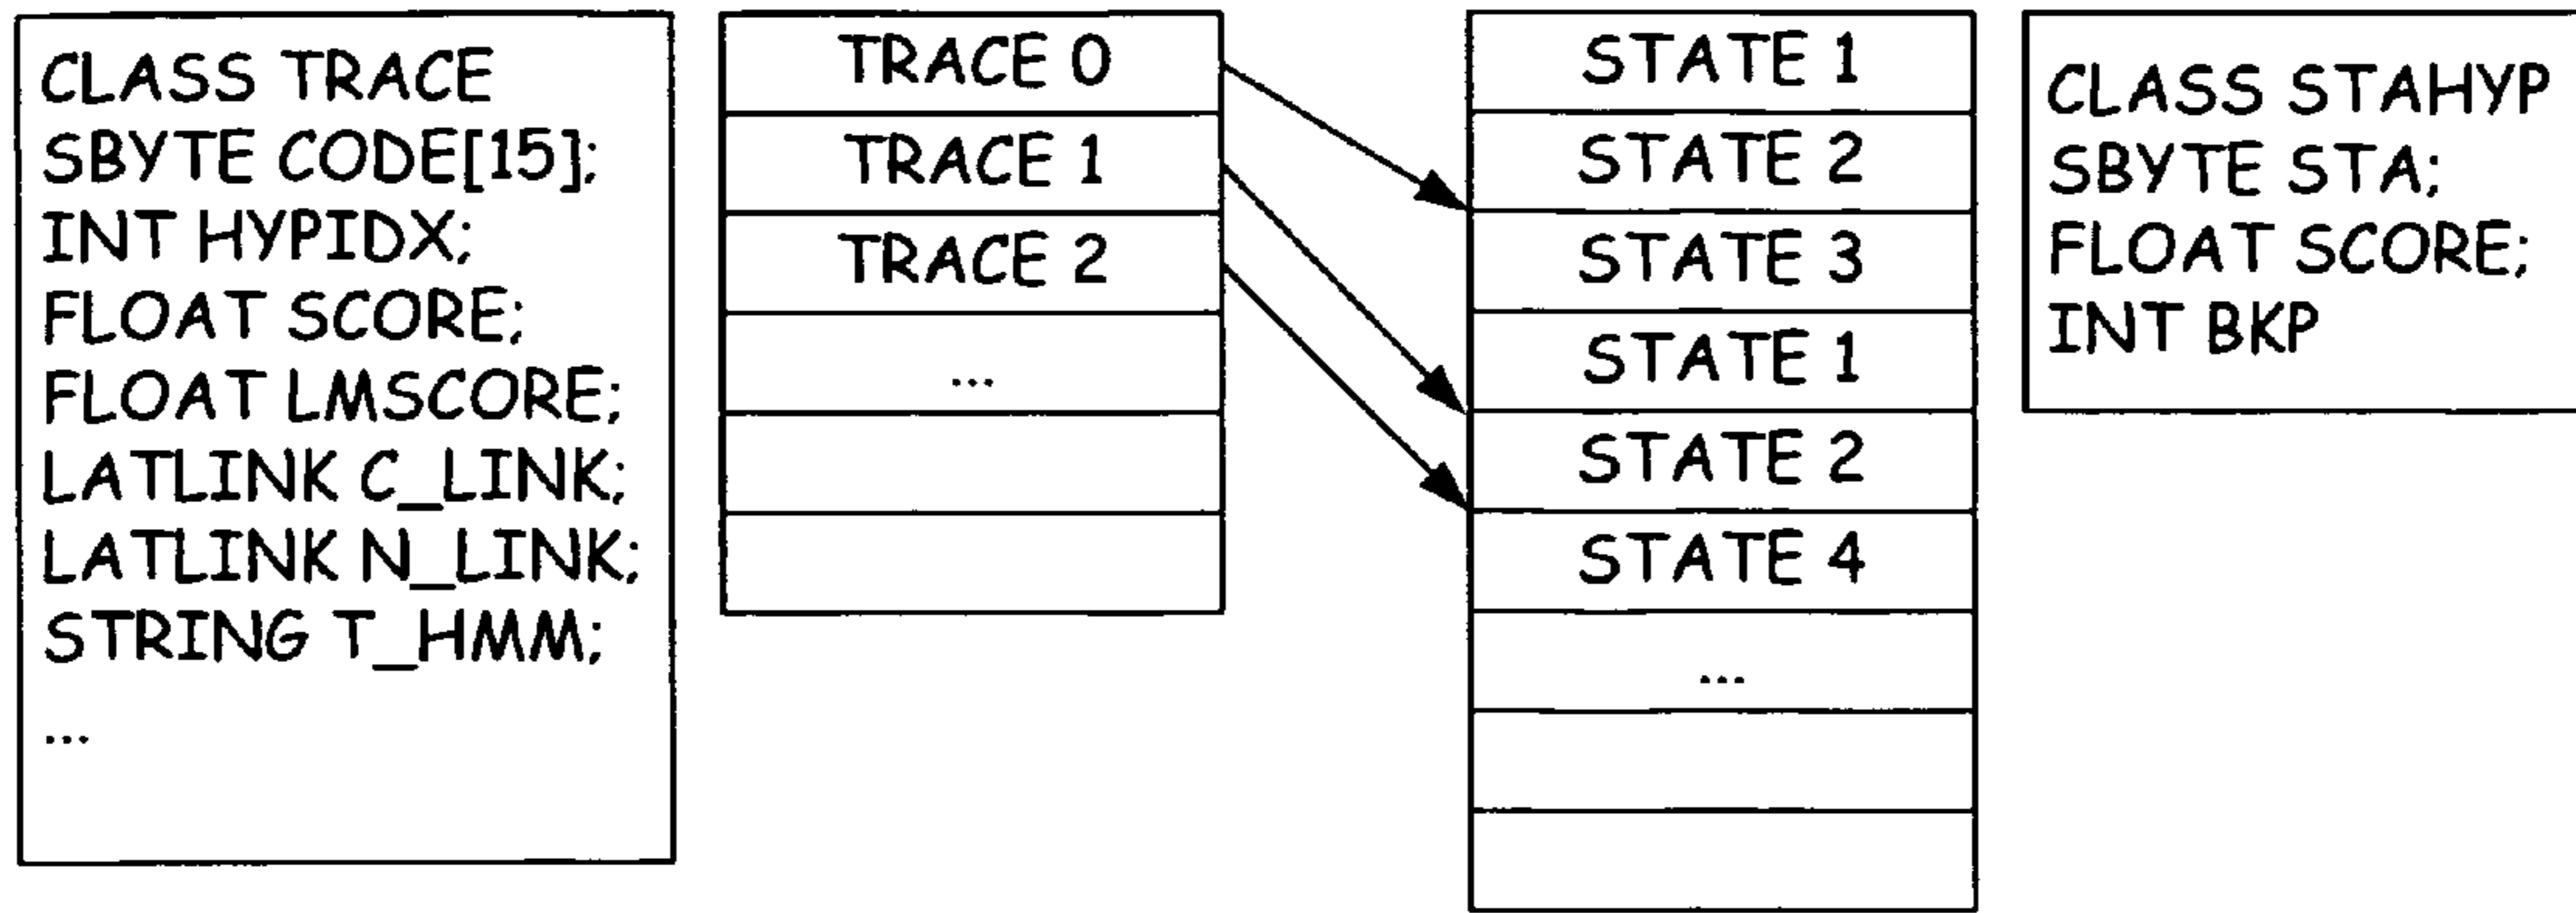 CLASS TRACE
SBYTE CODE[15];
INT HYPIDX;
FLOAT SCORE;
FLOAT LMSCORE;
LATLINK C_LINK;
LATLINK N_LINK;
STRING T_HMM;
...
TRACE 0
TRACE 1
TRACE 2
...
STATE 1
STATE 2
STATE 3
STATE 1
STATE 2
STATE 4
...
CLASS STAHYP
SBYTE STA;
FLOAT SCORE;
INT BKP